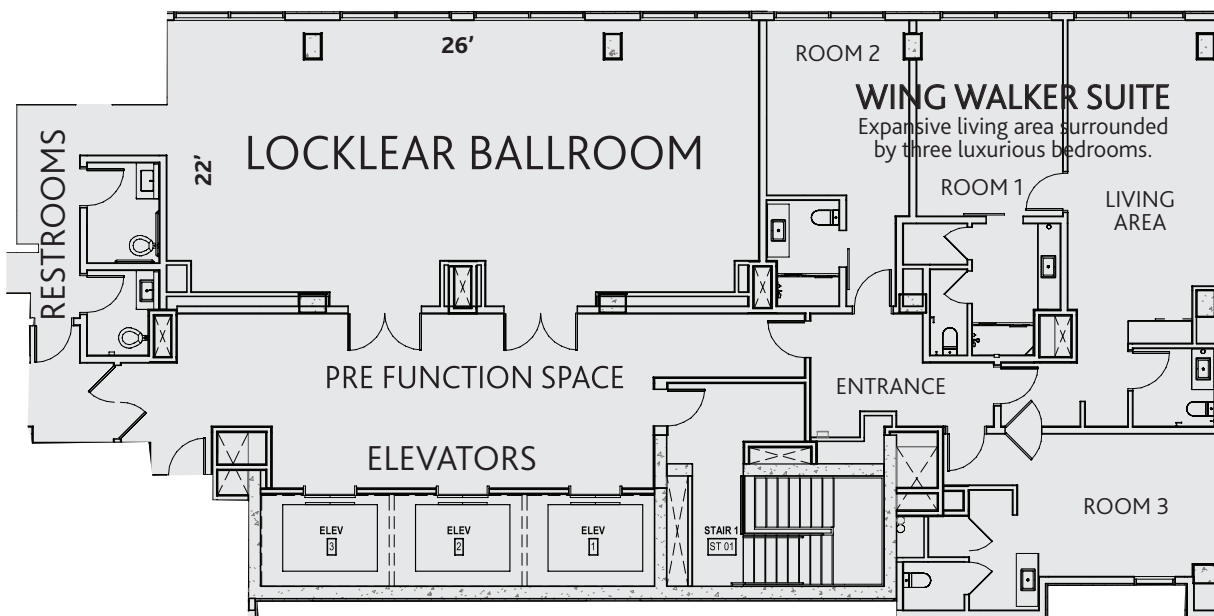 26’
ROOM 2
WING WALKER SUITE
Expansive living area surrounded
by three luxurious bedrooms.
LOCKLEAR BALLROOM
22’
RESTROOMS
ROOM 1
LIVING
AREA
PRE FUNCTION SPACE
ENTRANCE
ELEVATORS
ROOM 3
ELEV
3
ELEV
2
ELEV
1
STAIR 1
ST 01